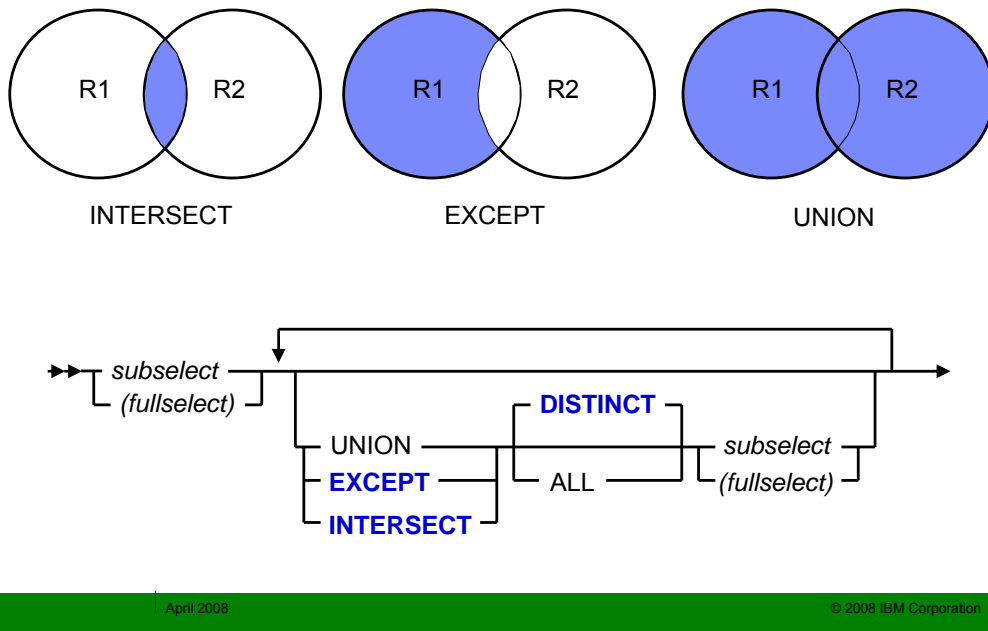 R1 R2
R1 R2
R1 R2
INTERSECT
EXCEPT
UNION
subselect
(fullselect)
DISTINCT
UNION
subselect
EXCEPT
ALL
(fullselect)
INTERSECT
April 2008
© 2008 IBM Corporation